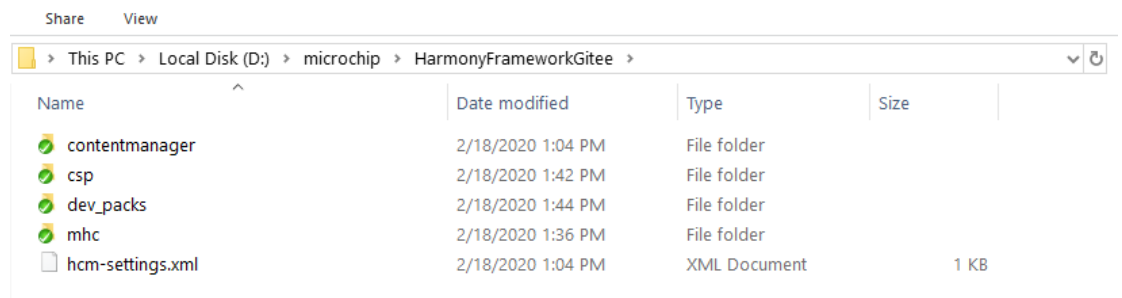 Share View
This PC > Local Disk (D:) > microchip > HarmonyFrameworkGitee >
Name Date modified Type Size
contentmanager 2/18/2020 1:04 PM File folder
csp 2/18/2020 1:42 PM File folder
dev_packs 2/18/2020 1:44 PM File folder
mhc 2/18/2020 1:36 PM File folder
hcm-settings.xml 2/18/2020 1:04 PM XML Document 1 KB